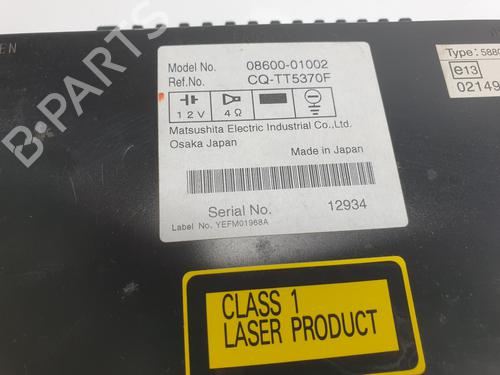 EN
Model No. 08600-01002
Ref.No. CQ-TT5370F
12V 4Ω
Matsushita Electric Industrial Co.,Ltd.
Osaka Japan Made in Japan
Serial No. 12934
Label No. YEFM01968A
Type: 5880
e13
02149
CLASS 1
LASER PRODUCT
B-Parts